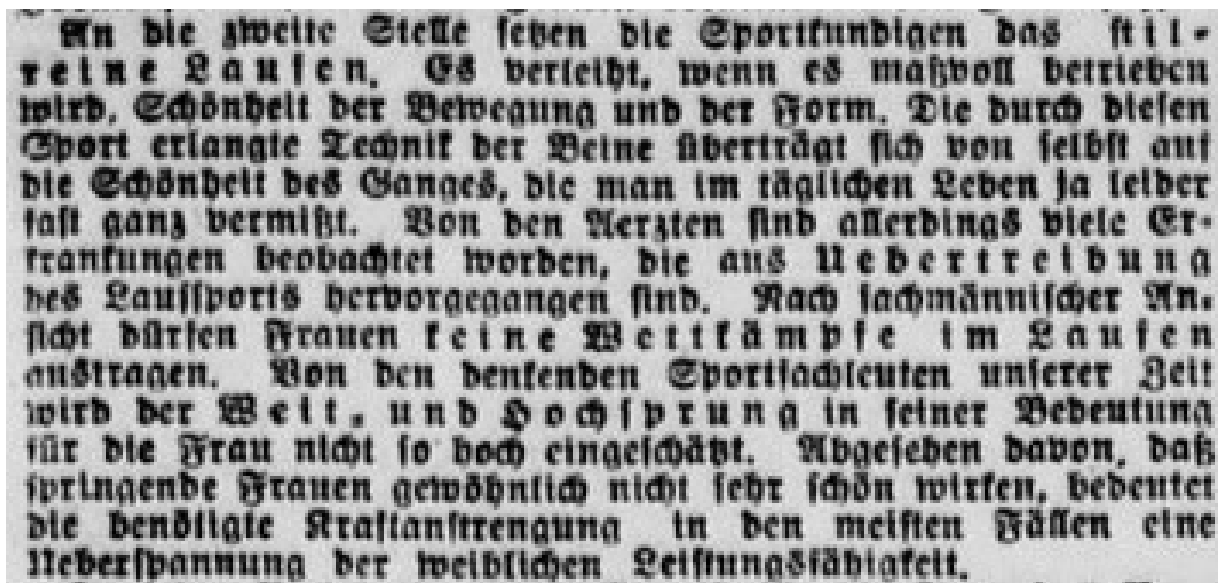 An die zweite Stelle setzen die Sportkundigen das stil-
reine Laufen. Es verleiht, wenn es maßvoll betrieben
wird, Schönheit der Bewegung und der Form. Die durch diesen
Sport erlangte Technik der Beine überträgt sich von selbst auf
die Schönheit des Ganges, die man im täglichen Leben ja leider
fast ganz vermißt. Von den Aerzten sind allerdings viele Er-
krankungen beobachtet worden, die aus Uebertreibung
des Laufsports hervorgegangen sind. Nach fachmännischer An-
sicht dürfen Frauen keine Wettkämpfe im Laufen
austragen. Von den denkenden Sportfachleuten unserer Zeit
wird der Weit- und Hochsprung in seiner Bedeutung
für die Frau nicht so hoch eingeschätzt. Abgesehen davon, daß
springende Frauen gewöhnlich nicht sehr schön wirken, bedeutet
die benötigte Kraftanstrengung in den meisten Fällen eine
Ueberspannung der weiblichen Leistungsfähigkeit.